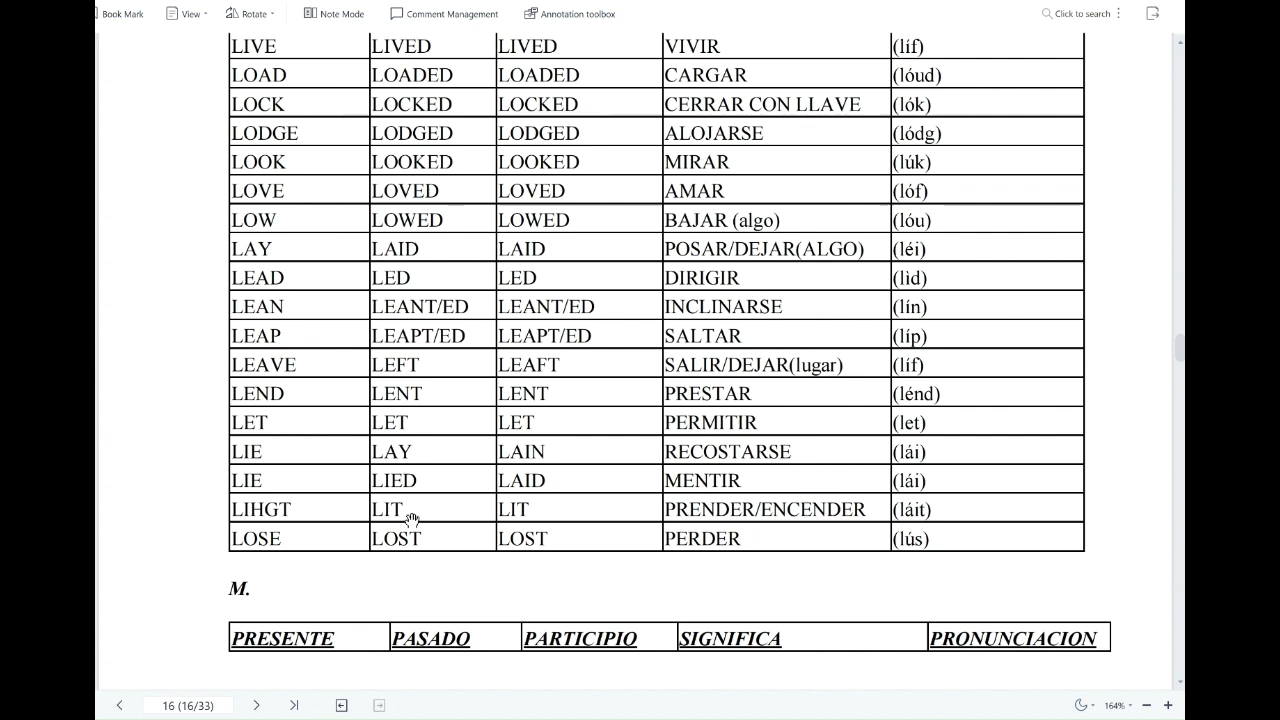 Book Mark View Rotate Note Mode Comment Management Annotation toolbox Click to search
LIVE LIVED LIVED VIVIR (líf)
LOAD LOADED LOADED CARGAR (lóud)
LOCK LOCKED LOCKED CERRAR CON LLAVE (lók)
LODGE LODGED LODGED ALOJARSE (lódg)
LOOK LOOKED LOOKED MIRAR (lúk)
LOVE LOVED LOVED AMAR (lóf)
LOW LOWED LOWED BAJAR (algo) (lóu)
LAY LAID LAID POSAR/DEJAR(ALGO) (léi)
LEAD LED LED DIRIGIR (lid)
LEAN LEANT/ED LEANT/ED INCLINARSE (lín)
LEAP LEAPT/ED LEAPT/ED SALTAR (líp)
LEAVE LEFT LEAFT SALIR/DEJAR(lugar) (líf)
LEND LENT LENT PRESTAR (lénd)
LET LET LET PERMITIR (let)
LIE LAY LAIN RECOSTARSE (lái)
LIE LIED LAID MENTIR (lái)
LIHGT LIT LIT PRENDER/ENCENDER (láit)
LOSE LOST LOST PERDER (lús)
M.
PRESENTE PASADO PARTICIPIO SIGNIFICA PRONUNCIACION
16 (16/33) 164%